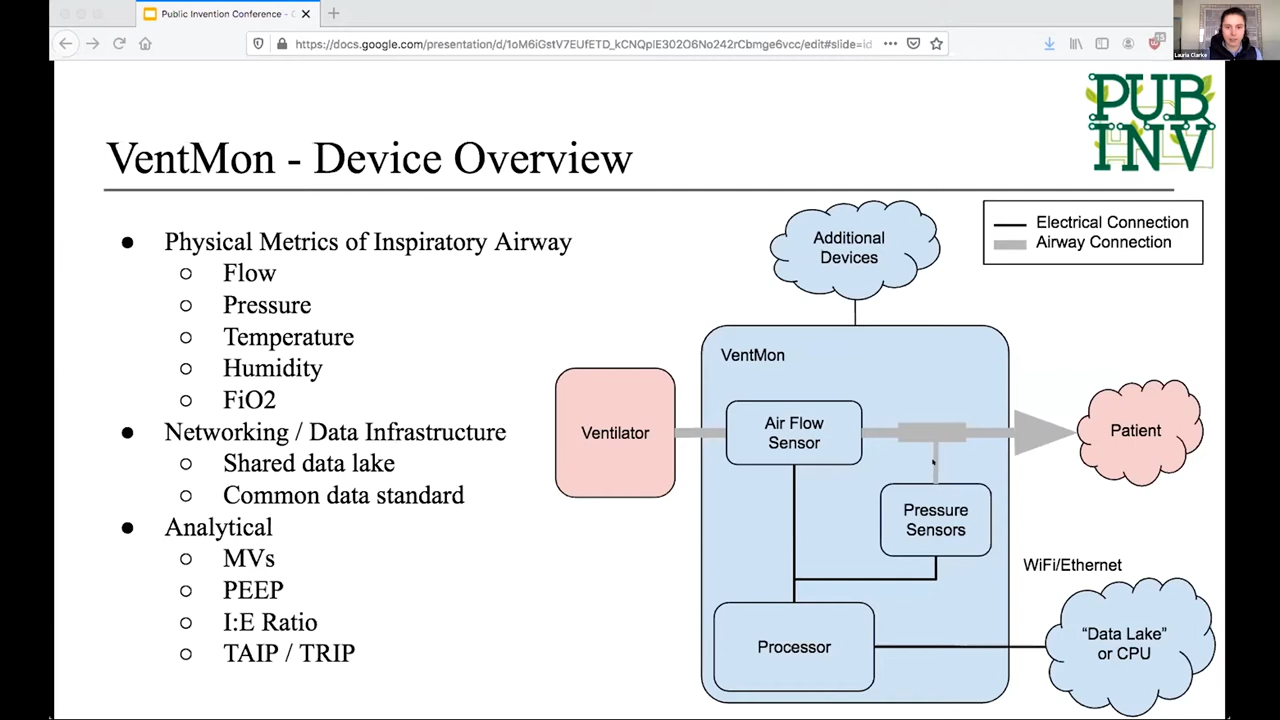 Public Invention Conference - G
https://docs.google.com/presentation/d/1oM6iGstV7EUfETD_kCNQpIE302O6No242rCbmge6vcc/edit#slide=id
Lauria Clarke
PUB
INV
VentMon - Device Overview
● Physical Metrics of Inspiratory Airway
○ Flow
○ Pressure
○ Temperature
○ Humidity
○ FiO2
● Networking / Data Infrastructure
○ Shared data lake
○ Common data standard
● Analytical
○ MVs
○ PEEP
○ I:E Ratio
○ TAIP / TRIP
Electrical Connection
Airway Connection
Additional
Devices
VentMon
Ventilator
Air Flow
Sensor
Patient
Pressure
Sensors
WiFi/Ethernet
Processor
“Data Lake”
or CPU